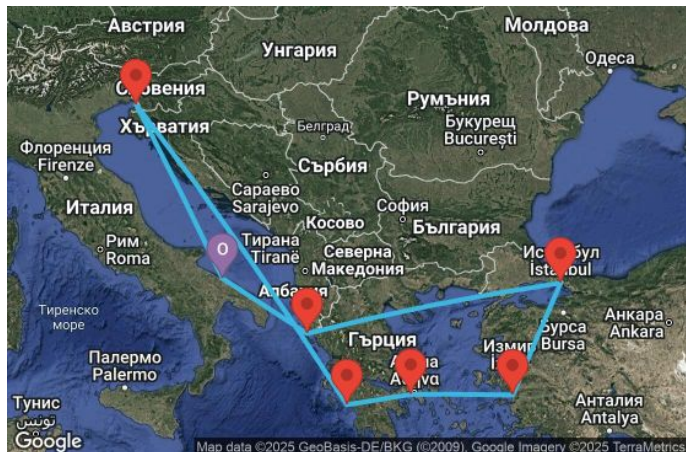 Австрия
Молдова
Унгария
Одеса
Словения
Румъния
Хърватия
Белград
Букурещ
București
Флоренция
Firenze
Сърбия
Сараево
Sarajevo
Италия
София
Косово
България
Рим
Roma
Тирана
Tiranë
Северна
Македония
O
Истанбул
İstanbul
Албания
Тиренско
море
Анкара
Ankara
Бурса
Bursa
Гърция
Измир
Палермо
Palermo
Анталия
Antalya
Тунис
تونس
Google
Map data ©2025 GeoBasis-DE/BKG (©2009), Google Imagery ©2025 TerraMetrics